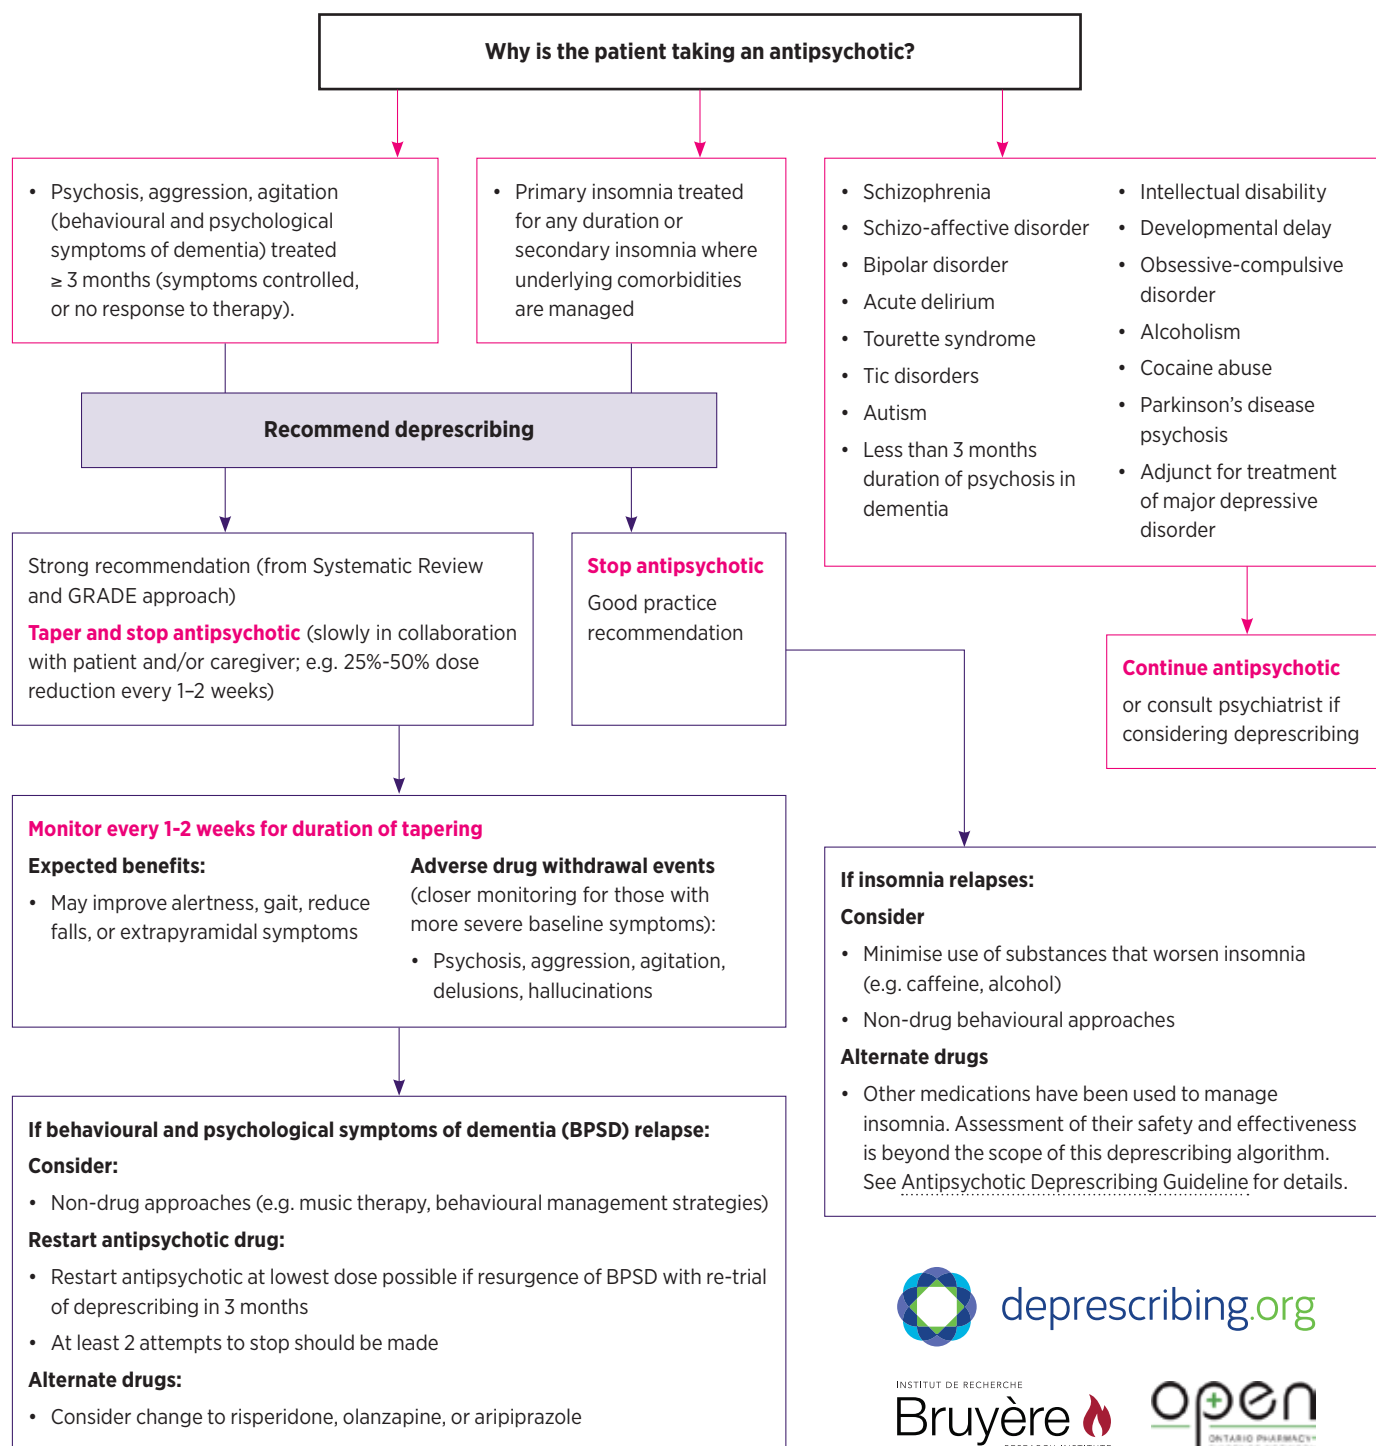 Why is the patient taking an antipsychotic?
• Psychosis, aggression, agitation
(behavioural and psychological
symptoms of dementia) treated
≥ 3 months (symptoms controlled,
or no response to therapy).
• Primary insomnia treated
for any duration or
secondary insomnia where
underlying comorbidities
are managed
• Schizophrenia
• Schizo-affective disorder
• Bipolar disorder
• Acute delirium
• Tourette syndrome
• Tic disorders
• Autism
• Less than 3 months
duration of psychosis in
dementia
• Intellectual disability
• Developmental delay
• Obsessive-compulsive
disorder
• Alcoholism
• Cocaine abuse
• Parkinson's disease
psychosis
• Adjunct for treatment
of major depressive
disorder
Recommend deprescribing
Strong recommendation (from Systematic Review
and GRADE approach)
Taper and stop antipsychotic (slowly in collaboration
with patient and/or caregiver; e.g. 25%-50% dose
reduction every 1–2 weeks)
Stop antipsychotic
Good practice
recommendation
Continue antipsychotic
or consult psychiatrist if
considering deprescribing
Monitor every 1-2 weeks for duration of tapering
Expected benefits:
• May improve alertness, gait, reduce
falls, or extrapyramidal symptoms
Adverse drug withdrawal events
(closer monitoring for those with
more severe baseline symptoms):
• Psychosis, aggression, agitation,
delusions, hallucinations
If insomnia relapses:
Consider
• Minimise use of substances that worsen insomnia
(e.g. caffeine, alcohol)
• Non-drug behavioural approaches
Alternate drugs
• Other medications have been used to manage
insomnia. Assessment of their safety and effectiveness
is beyond the scope of this deprescribing algorithm.
See Antipsychotic Deprescribing Guideline for details.
If behavioural and psychological symptoms of dementia (BPSD) relapse:
Consider:
• Non-drug approaches (e.g. music therapy, behavioural management strategies)
Restart antipsychotic drug:
• Restart antipsychotic at lowest dose possible if resurgence of BPSD with re-trial
of deprescribing in 3 months
• At least 2 attempts to stop should be made
Alternate drugs:
• Consider change to risperidone, olanzapine, or aripiprazole
deprescribing.org
INSTITUT DE RECHERCHE
Bruyère
open
ONTARIO PHARMACY